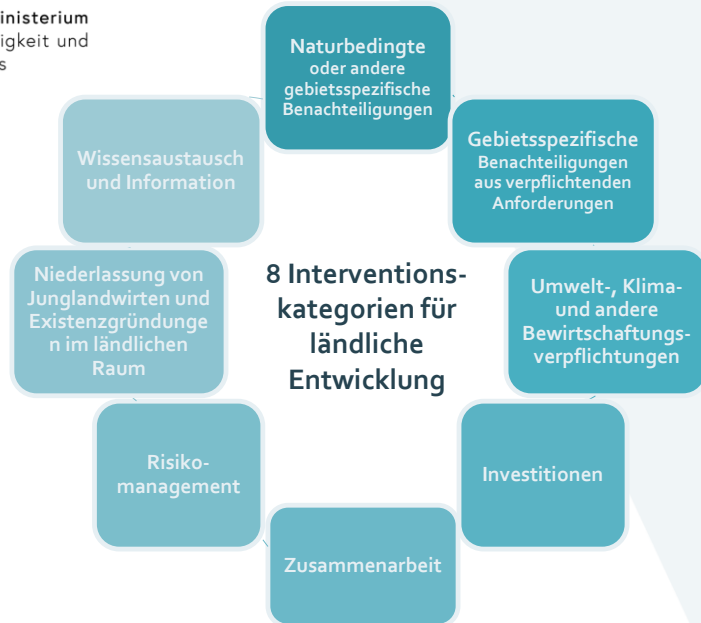 inisterium
igkeit und
s
Naturbedingte
oder andere
gebietsspezifische
Benachteiligungen
Gebietsspezifische
Benachteiligungen
aus verpflichtenden
Anforderungen
Umwelt-, Klima-
und andere
Bewirtschaftungs-
verpflichtungen
Investitionen
Zusammenarbeit
Risiko-
management
Niederlassung von
Junglandwirten und
Existenzgründunge
n im ländlichen
Raum
Wissensaustausch
und Information
8 Interventions-
kategorien für
ländliche
Entwicklung